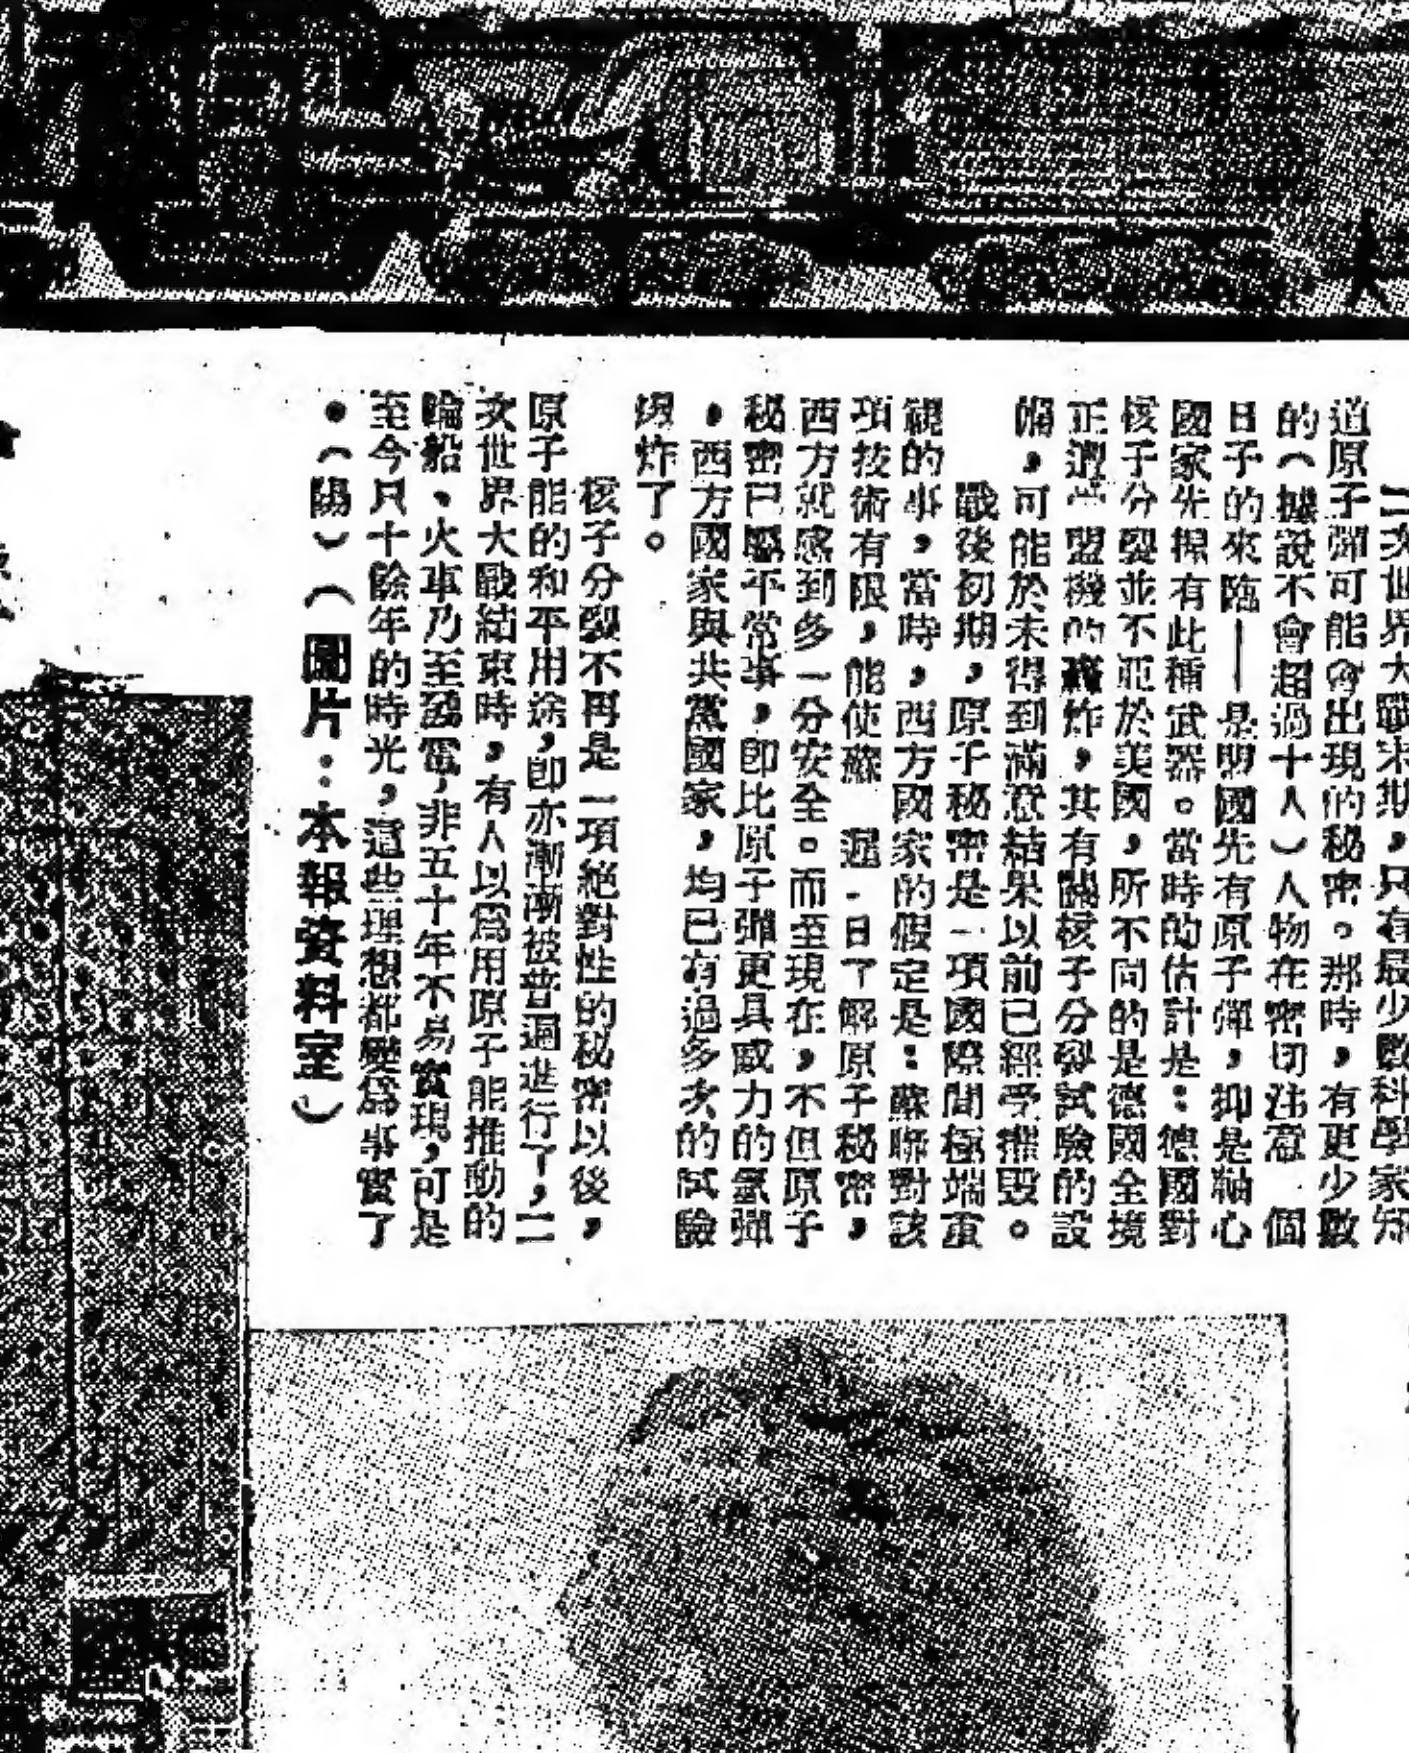 二次世界大戰末期，只有最少數科學家知
道原子彈可能會出現的秘密。那時，有更少數
的（據說不會超過十人）人物在密切注意 個
日子的來臨——是盟國先有原子彈，抑是軸心
國家先擁有此種武器。當時的估計是：德國對
核子分裂並不亞於美國，所不同的是德國全境
正遭 盟機的轟炸，其有關核子分裂試驗的設
備，可能於未得到滿意結果以前已經受摧毀。
戰後初期，原子秘密是一項國際間極端重
視的事，當時，西方國家的假定是：蘇聯對該
項技術有限，能使蘇 遲一日了解原子秘密，
西方就感到多一分安全。而至現在，不但原子
秘密已屬平常事，即比原子彈更具威力的氫彈
，西方國家與共黨國家，均已有過多次的試驗
爆炸了。
核子分裂不再是一項絕對性的秘密以後，
原子能的和平用途，即亦漸漸被普遍進行了，二
次世界大戰結束時，有人以為用原子能推動的
輪船、火車乃至發電，非五十年不易實現，可是
至今只十餘年的時光，這些理想都變為事實了
•（陽）（圖片：本報資料室）